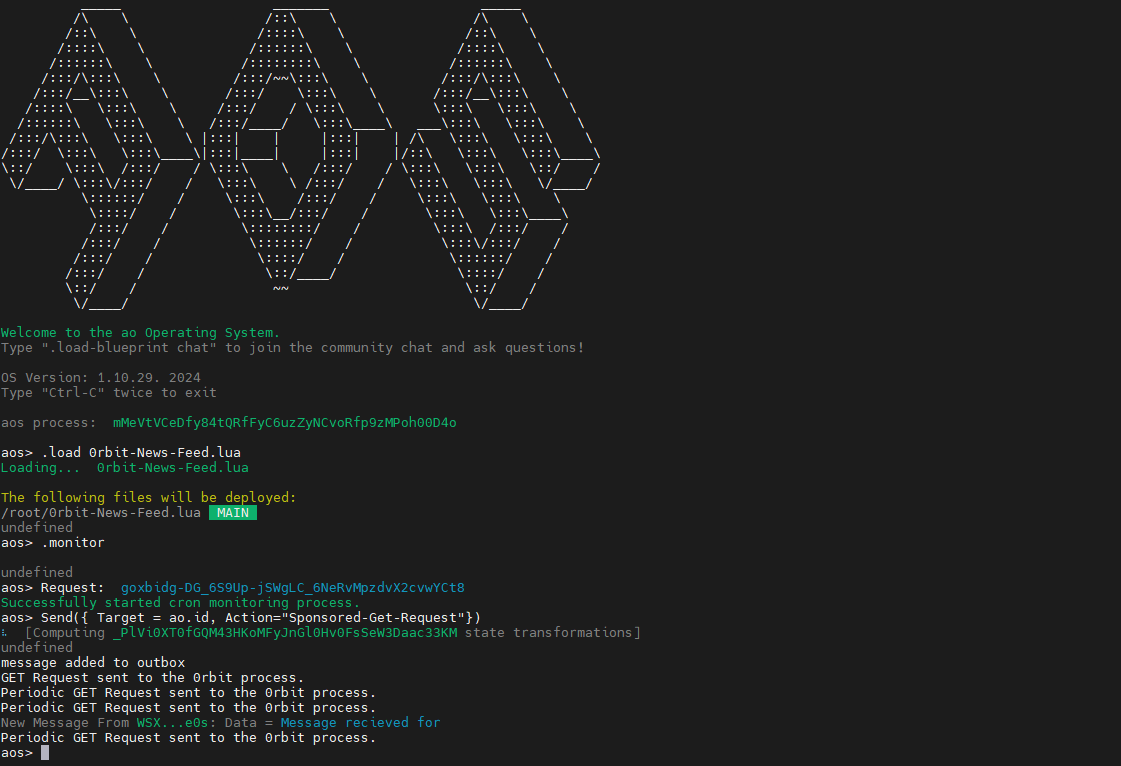 Welcome to the ao Operating System.
Type ".load-blueprint chat" to join the community chat and ask questions!
OS Version: 1.10.29. 2024
Type "Ctrl-C" twice to exit
aos process:  mMeVtVCeDfy84tQRfFyC6uzZyNCvoRfp9zMPoh00D4o
aos> .load 0rbit-News-Feed.lua
Loading...  0rbit-News-Feed.lua
The following files will be deployed:
/root/0rbit-News-Feed.lua MAIN
undefined
aos> .monitor
undefined
aos> Request:  goxbidg-DG_6S9Up-jSWgLC_6NeRvMpzdvX2cvwYCt8
Successfully started cron monitoring process.
aos> Send({ Target = ao.id, Action="Sponsored-Get-Request"})
[Computing _PlVi0XT0fGQM43HKoMFyJnGl0Hv0FsSeW3Daac33KM state transformations]
undefined
message added to outbox
GET Request sent to the 0rbit process.
Periodic GET Request sent to the 0rbit process.
Periodic GET Request sent to the 0rbit process.
New Message From WSX...e0s: Data = Message recieved for
Periodic GET Request sent to the 0rbit process.
aos>